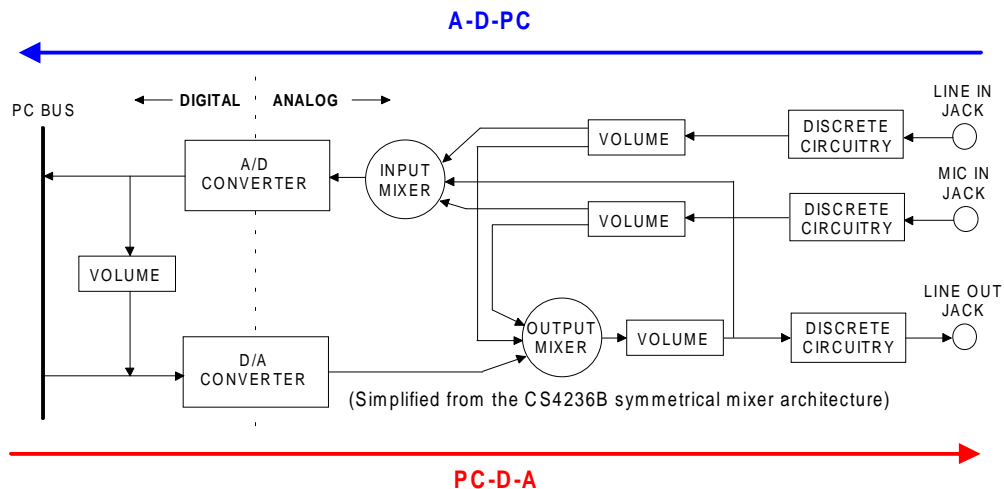 A-D-PC
DIGITAL ANALOG
PC BUS
LINE IN
JACK
VOLUME
DISCRETE
CIRCUITRY
A/D
CONVERTER
INPUT
MIXER
MIC IN
JACK
VOLUME
DISCRETE
CIRCUITRY
VOLUME
LINE OUT
JACK
OUTPUT
MIXER
VOLUME
DISCRETE
CIRCUITRY
D/A
CONVERTER
(Simplified from the CS4236B symmetrical mixer architecture)
PC-D-A